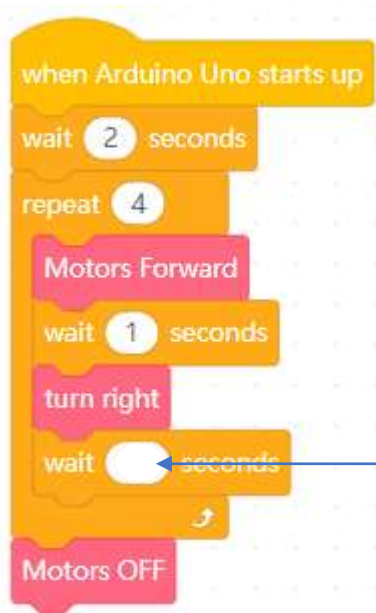 when Arduino Uno starts up
wait 2 seconds
repeat 4
Motors Forward
wait 1 seconds
turn right
wait seconds
Motors OFF